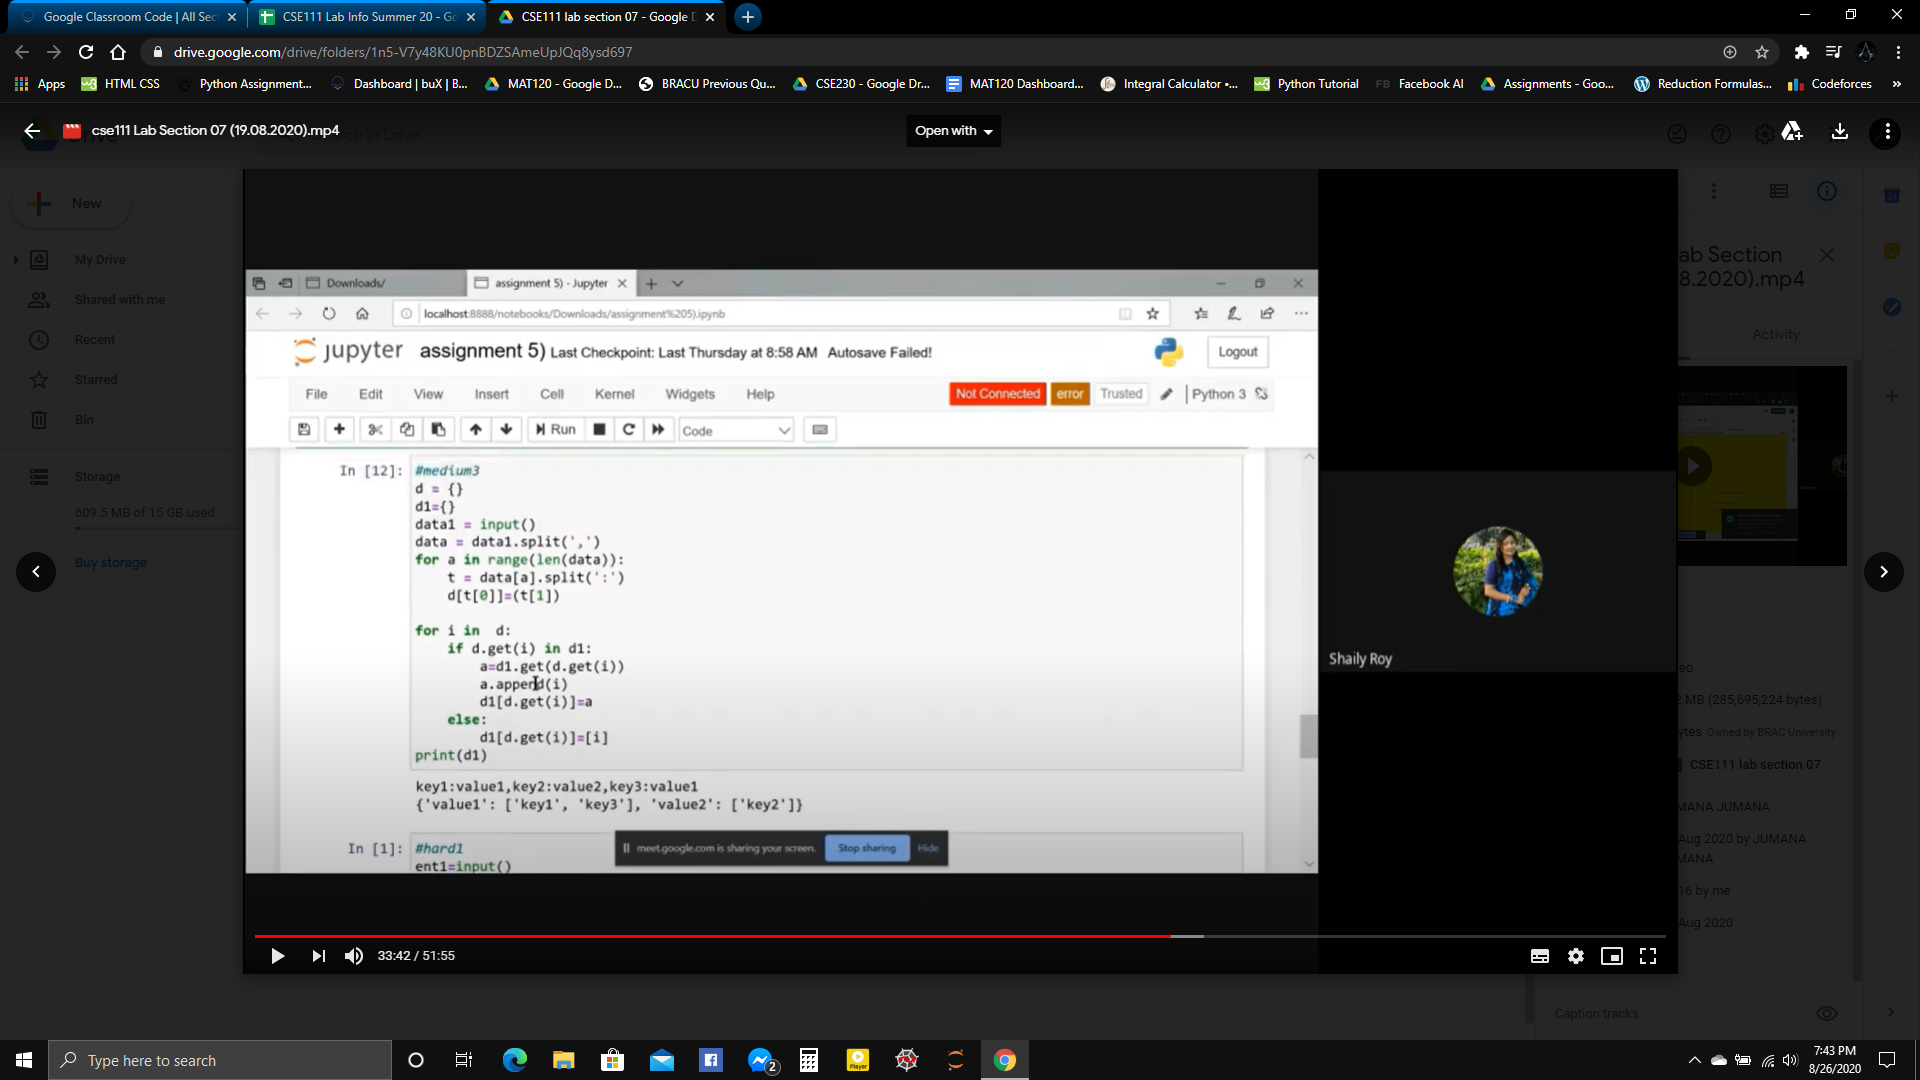 Google Classroom Code | All Sec
CSE111 Lab Info Summer 20 - Go
CSE111 lab section 07 - Google D
drive.google.com/drive/folders/1n5-V7y48KU0pnBDZSAmeUpJQq8ysd697
Apps
HTML CSS
Python Assignment...
Dashboard | buX | B...
MAT120 - Google D...
BRACU Previous Qu...
CSE230 - Google Dr...
MAT120 Dashboard...
Integral Calculator •...
Python Tutorial
FB Facebook AI
Assignments - Goo...
Reduction Formulas...
Codeforces
»
cse111 Lab Section 07 (19.08.2020).mp4
Open with
New
My Drive
Shared with me
Recent
Starred
Bin
Storage
609.5 MB of 15 GB used
Buy storage
Downloads/
assignment 5) - Jupyter
localhost:8888/notebooks/Downloads/assignment%205).ipynb
jupyter assignment 5) Last Checkpoint: Last Thursday at 8:58 AM Autosave Failed!
Logout
File Edit View Insert Cell Kernel Widgets Help
Not Connected error Trusted Python 3
Run
Code
In [12]: #medium3
d = {}
d1={}
data1 = input()
data = data1.split(',')
for a in range(len(data)):
t = data[a].split(':')
d[t[0]]=(t[1])
for i in d:
if d.get(i) in d1:
a=d1.get(d.get(i))
a.append(i)
d1[d.get(i)]=a
else:
d1[d.get(i)]=[i]
print(d1)
key1:value1,key2:value2,key3:value1
{'value1': ['key1', 'key3'], 'value2': ['key2']}
In [1]: #hard1
ent1=input()
meet.google.com is sharing your screen. Stop sharing Hide
Shaily Roy
33:42 / 51:55
ab Section
8.2020).mp4
Activity
eo
MB (285,695,224 bytes)
ytes Owned by BRAC University
CSE111 lab section 07
MANA JUMANA
Aug 2020 by JUMANA
MANA
16 by me
Aug 2020
Caption tracks
Type here to search
2
Player
7:43 PM
8/26/2020